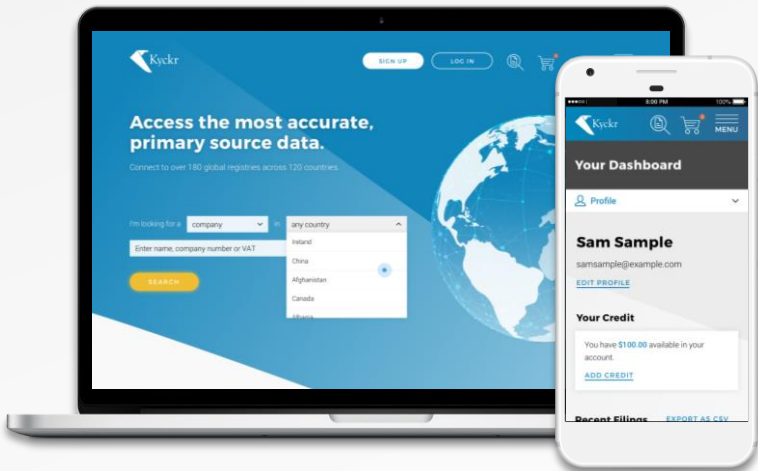 Kyckr
SIGN UP
LOG IN
Access the most accurate,
primary source data.
Connect to over 180 global registries across 120 countries.
I'm looking for a
company
in
any country
Enter name, company number or VAT
Ireland
China
Afghanistan
Canada
Albania
SEARCH
8:00 PM
100%
Kyckr
MENU
Your Dashboard
Profile
Sam Sample
samsample@example.com
EDIT PROFILE
Your Credit
You have $100.00 available in your
account.
ADD CREDIT
Recent Filings
EXPORT AS CSV